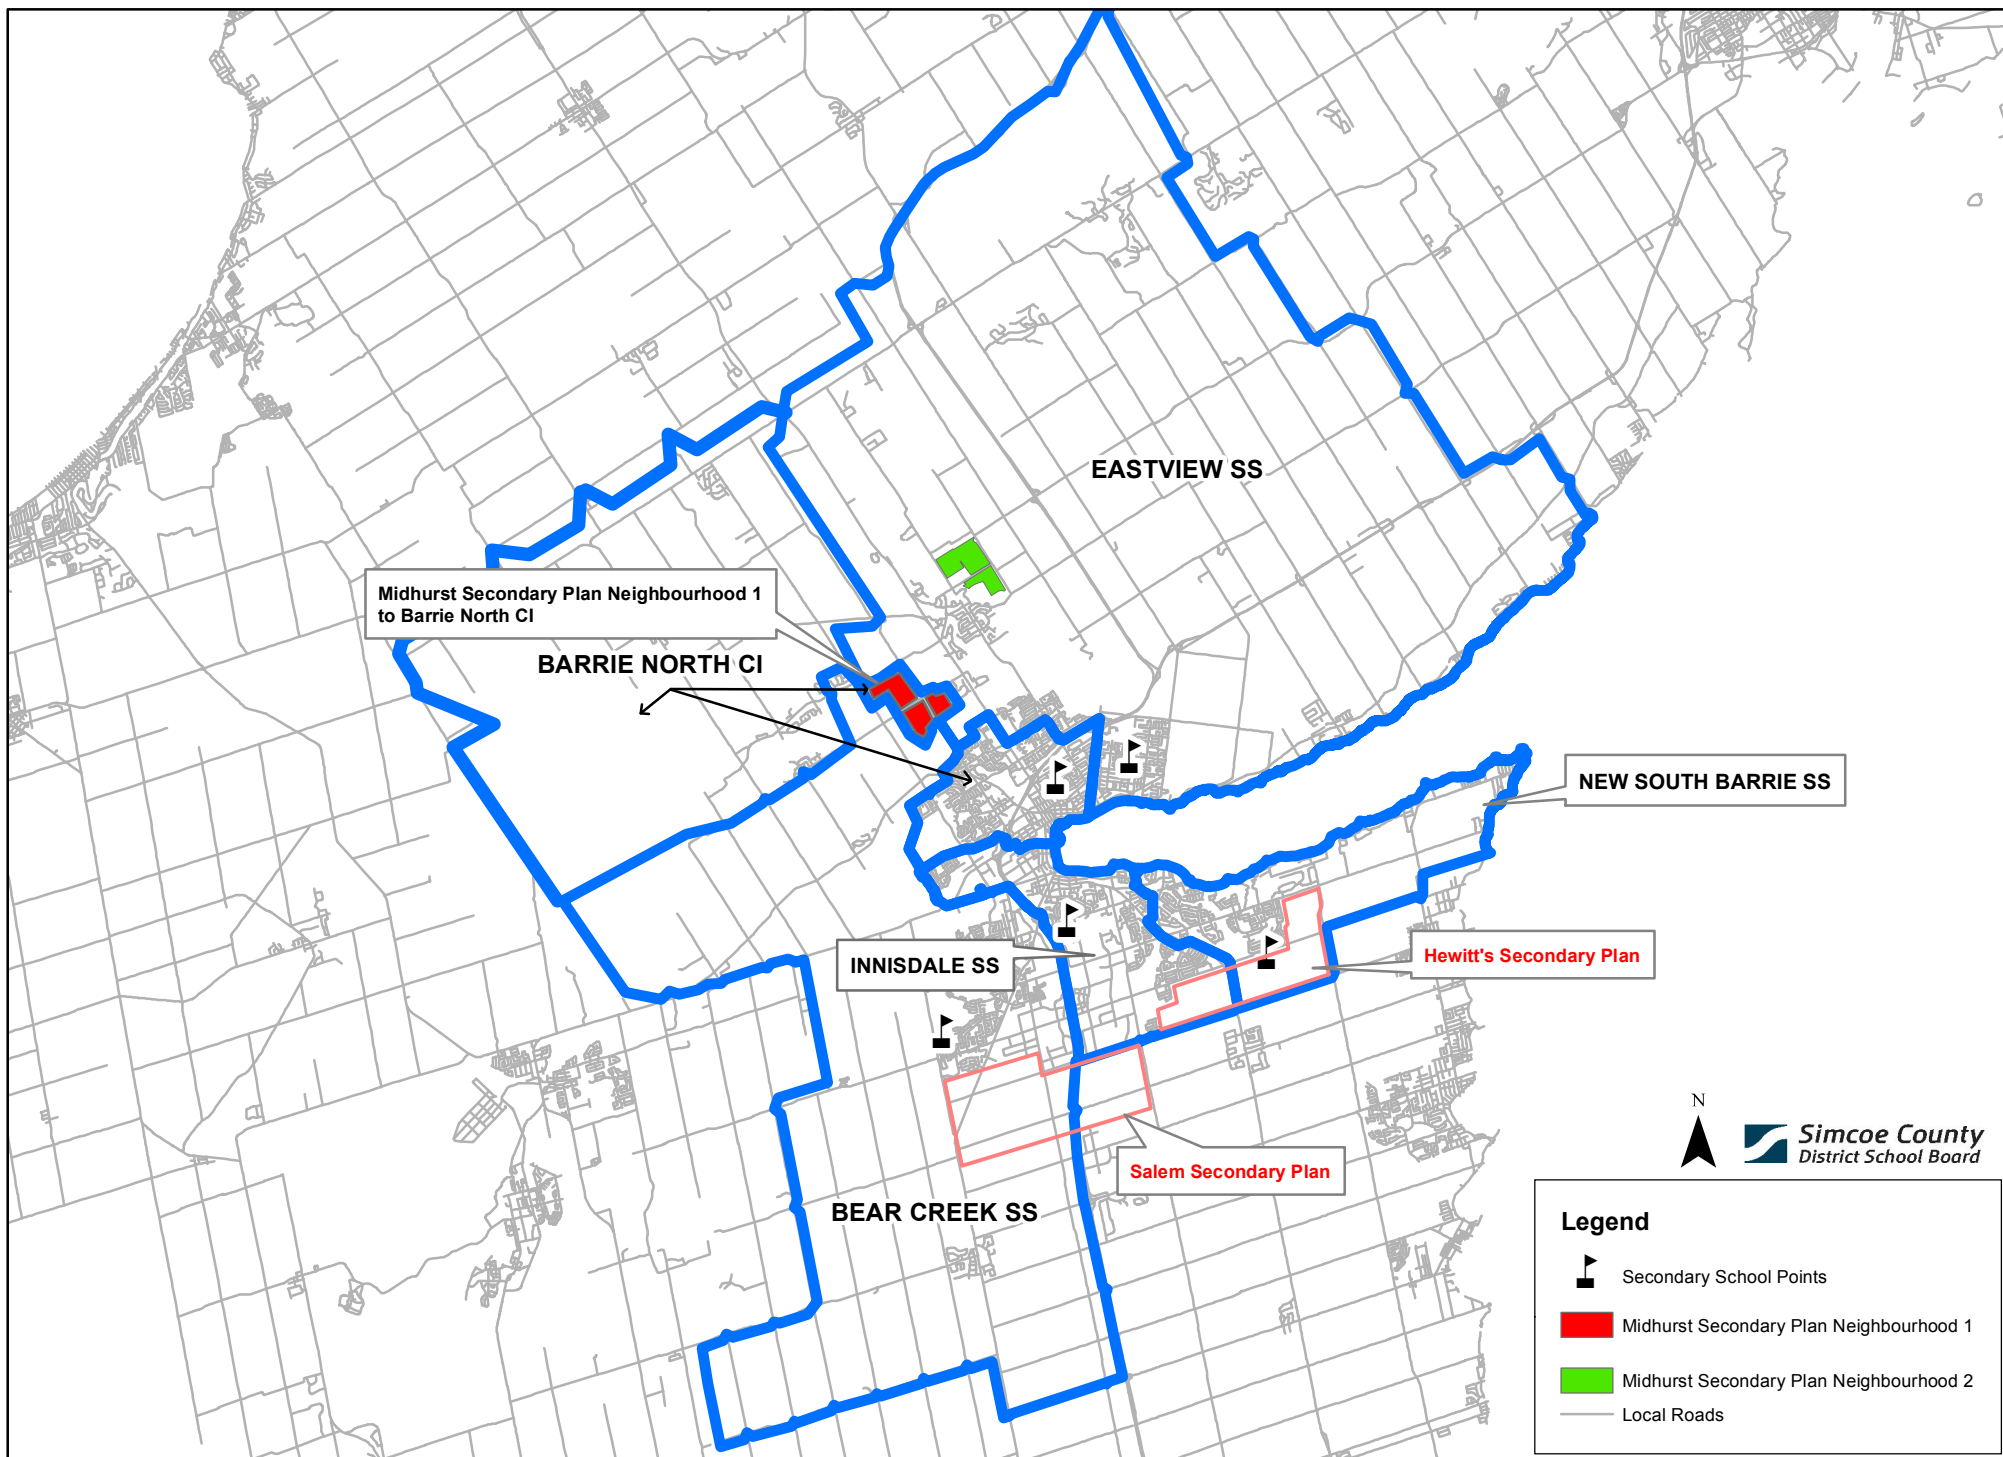 EASTVIEW SS
Midhurst Secondary Plan Neighbourhood 1
to Barrie North CI
BARRIE NORTH CI
NEW SOUTH BARRIE SS
Hewitt's Secondary Plan
INNISDALE SS
Salem Secondary Plan
BEAR CREEK SS
N
Simcoe County
District School Board
Legend
Secondary School Points
Midhurst Secondary Plan Neighbourhood 1
Midhurst Secondary Plan Neighbourhood 2
Local Roads